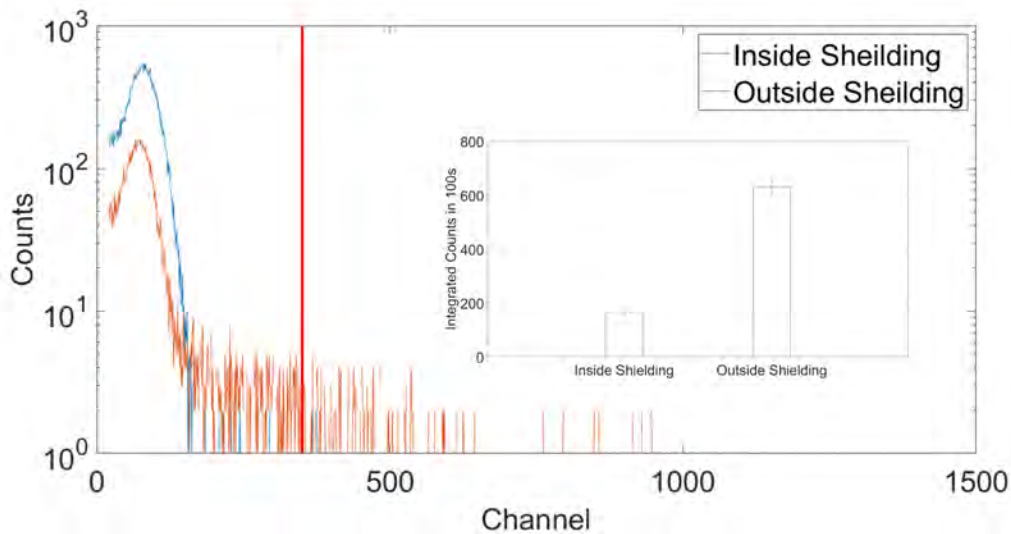 10^3
10^2
10^1
10^0
Counts
0
500
1000
1500
Channel
Inside Sheilding
Outside Sheilding
800
600
400
200
0
Integrated Counts in 100s
Inside Shielding
Outside Shielding